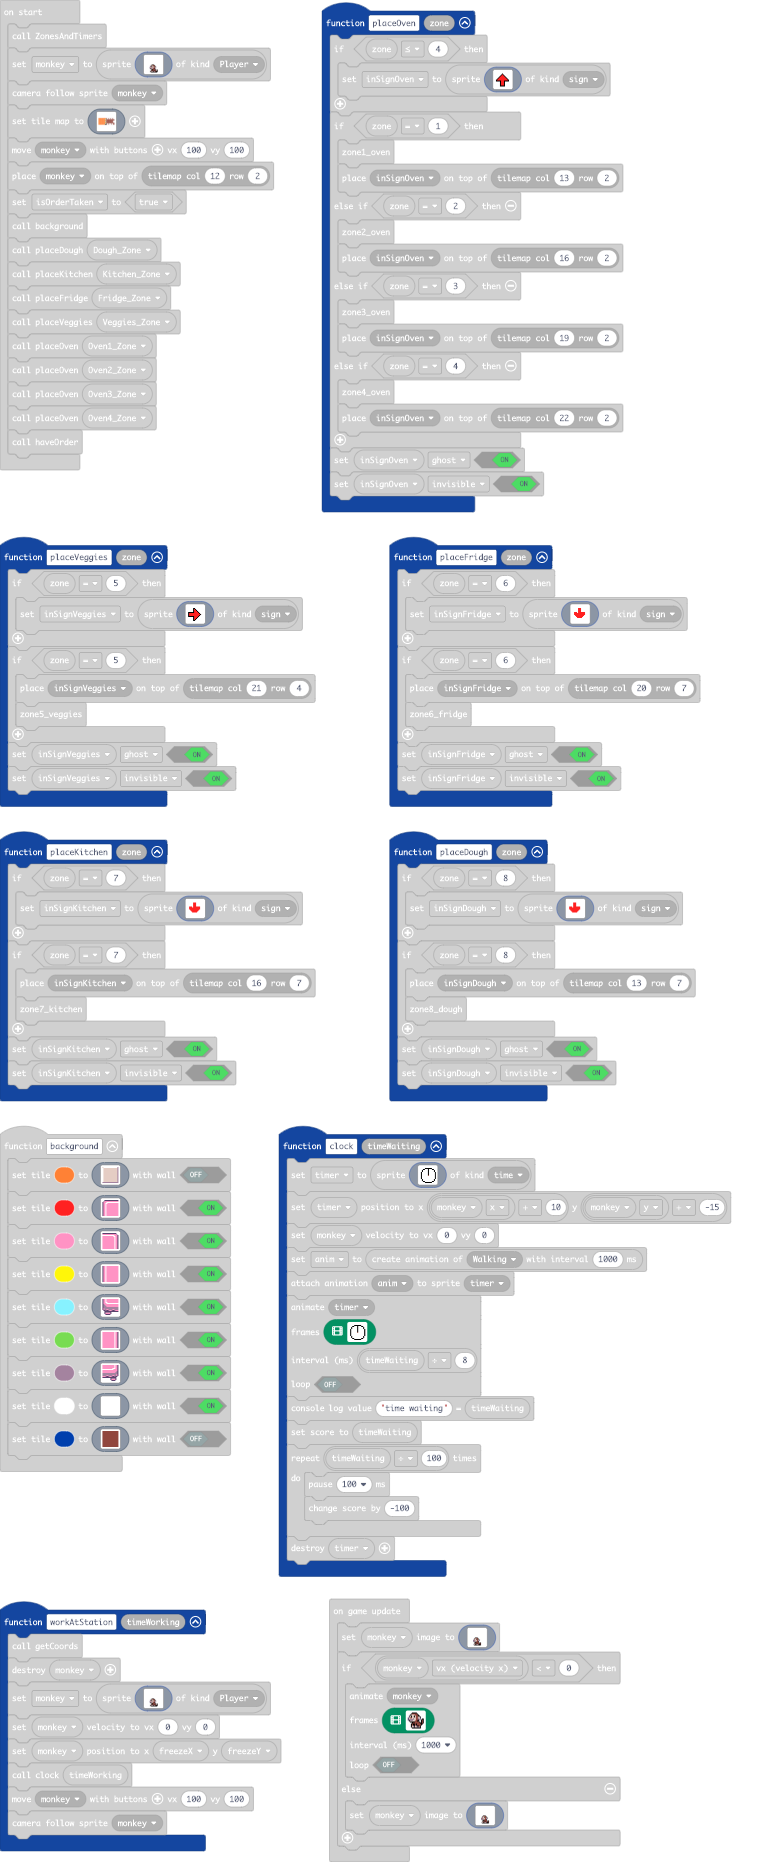 on start
call ZonesAndTimers
set monkey to sprite of kind Player
camera follow sprite monkey
set tile map to
move monkey with buttons vx 100 vy 100
place monkey on top of tilemap col 12 row 2
set isOrderTaken to true
call background
call placeDough Dough_Zone
call placeKitchen Kitchen_Zone
call placeFridge Fridge_Zone
call placeVeggies Veggies_Zone
call placeOven Oven1_Zone
call placeOven Oven2_Zone
call placeOven Oven3_Zone
call placeOven Oven4_Zone
call haveOrder
function placeOven zone
if zone ≤ 4 then
set inSignOven to sprite of kind sign
if zone = 1 then
zone1_oven
place inSignOven on top of tilemap col 13 row 2
else if zone = 2 then
zone2_oven
place inSignOven on top of tilemap col 16 row 2
else if zone = 3 then
zone3_oven
place inSignOven on top of tilemap col 19 row 2
else if zone = 4 then
zone4_oven
place inSignOven on top of tilemap col 22 row 2
set inSignOven ghost ON
set inSignOven invisible ON
function placeVeggies zone
if zone = 5 then
set inSignVeggies to sprite of kind sign
if zone = 5 then
place inSignVeggies on top of tilemap col 21 row 4
zone5_veggies
set inSignVeggies ghost ON
set inSignVeggies invisible ON
function placeFridge zone
if zone = 6 then
set inSignFridge to sprite of kind sign
if zone = 6 then
place inSignFridge on top of tilemap col 20 row 7
zone6_fridge
set inSignFridge ghost ON
set inSignFridge invisible ON
function placeKitchen zone
if zone = 7 then
set inSignKitchen to sprite of kind sign
if zone = 7 then
place inSignKitchen on top of tilemap col 16 row 7
zone7_kitchen
set inSignKitchen ghost ON
set inSignKitchen invisible ON
function placeDough zone
if zone = 8 then
set inSignDough to sprite of kind sign
if zone = 8 then
place inSignDough on top of tilemap col 13 row 7
zone8_dough
set inSignDough ghost ON
set inSignDough invisible ON
function background
set tile to with wall OFF
set tile to with wall ON
set tile to with wall ON
set tile to with wall ON
set tile to with wall ON
set tile to with wall ON
set tile to with wall ON
set tile to with wall ON
set tile to with wall OFF
function clock timeWaiting
set timer to sprite of kind time
set timer position to x monkey x + 10 y monkey y + -15
set monkey velocity to vx 0 vy 0
set anim to create animation of Walking with interval 1000 ms
attach animation anim to sprite timer
animate timer
frames
interval (ms) timeWaiting ÷ 8
loop OFF
console log value "time waiting" = timeWaiting
set score to timeWaiting
repeat timeWaiting ÷ 100 times
do
pause 100 ms
change score by -100
destroy timer
function workAtStation timeWorking
call getCoords
destroy monkey
set monkey to sprite of kind Player
set monkey velocity to vx 0 vy 0
set monkey position to x freezeX y freezeY
call clock timeWorking
move monkey with buttons vx 100 vy 100
camera follow sprite monkey
on game update
set monkey image to
if monkey vx (velocity x) < 0 then
animate monkey
frames
interval (ms) 1000
loop OFF
else
set monkey image to